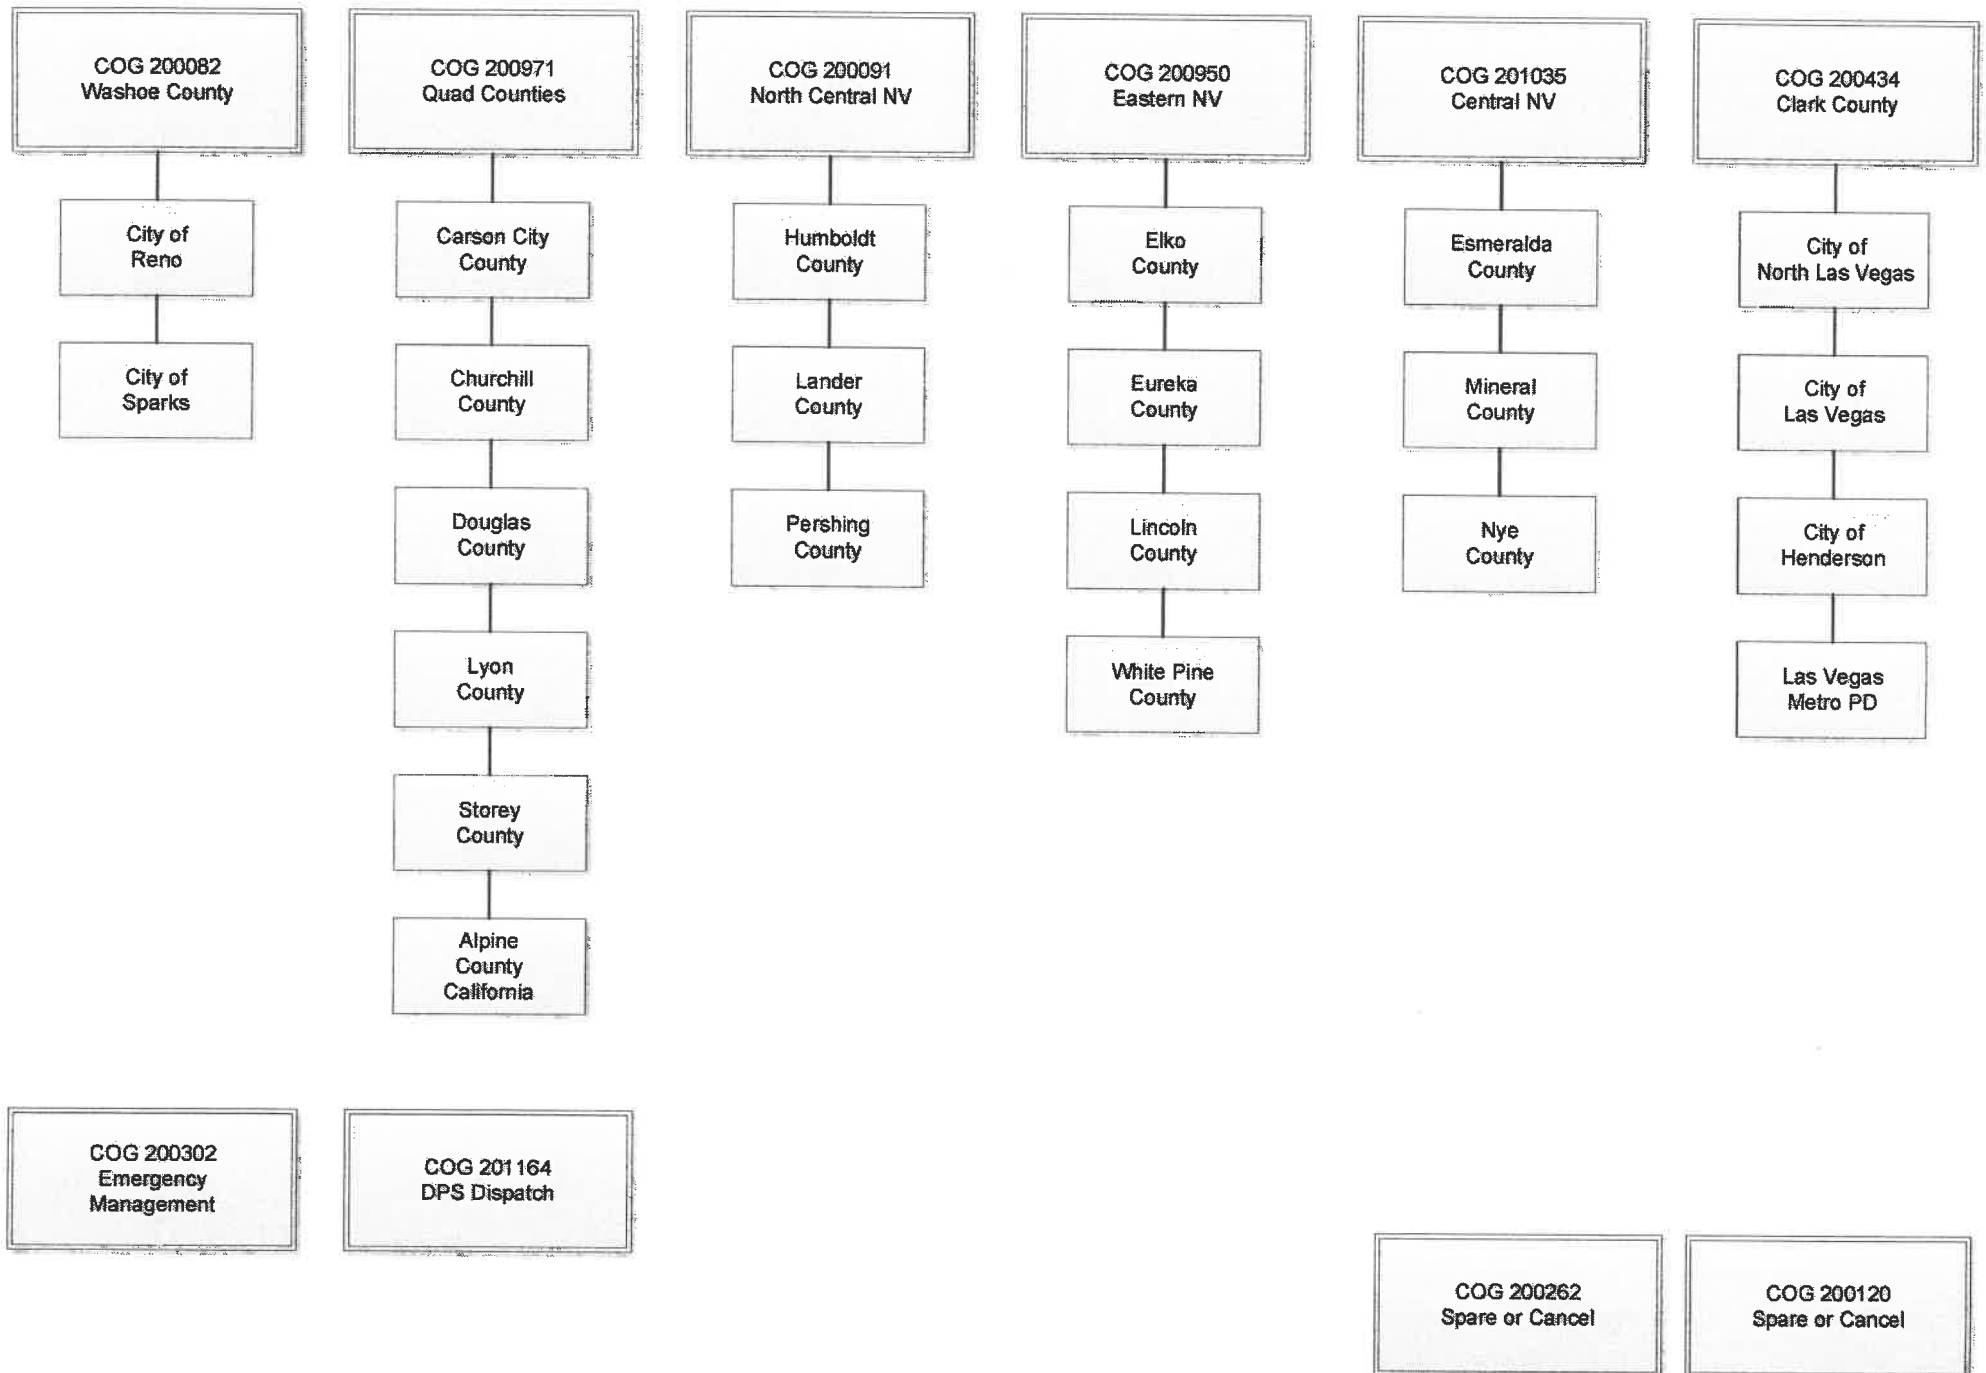 COG 200082
Washoe County
City of
Reno
City of
Sparks
COG 200971
Quad Counties
Carson City
County
Churchill
County
Douglas
County
Lyon
County
Storey
County
Alpine
County
California
COG 200091
North Central NV
Humboldt
County
Lander
County
Pershing
County
COG 200950
Eastern NV
Elko
County
Eureka
County
Lincoln
County
White Pine
County
COG 201035
Central NV
Esmeralda
County
Mineral
County
Nye
County
COG 200434
Clark County
City of
North Las Vegas
City of
Las Vegas
City of
Henderson
Las Vegas
Metro PD
COG 200302
Emergency
Management
COG 201164
DPS Dispatch
COG 200262
Spare or Cancel
COG 200120
Spare or Cancel